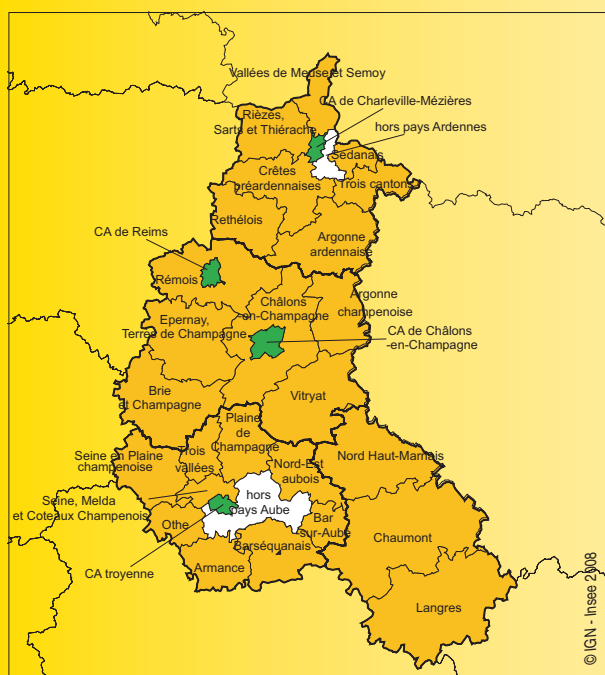 Vallées de Meuse et Semoy
CA de Charleville-Mézières
Rièzes,
Sarts et Thiérache
hors pays Ardennes
Sedanais
Crêtes
préardennaises
Trois cantons
Rethélois
Argonne
ardennaise
CA de Reims
Rémois
Argonne
champenoise
Châlons
-en-Champagne
Epernay,
Terres de Champagne
CA de Châlons
-en-Champagne
Brie
et Champagne
Vitryat
Plaine
de
Champagne
Seine en Plaine
champenoise
Trois
vallées
Nord-Est
aubois
Nord Haut-Marnais
Seine, Melda
et Coteaux Champenois
hors
pays Aube
Othe
Bar
-sur-Aube
Chaumont
Barséquanais
CA troyenne
Armance
Langres
© IGN - Insee 2008